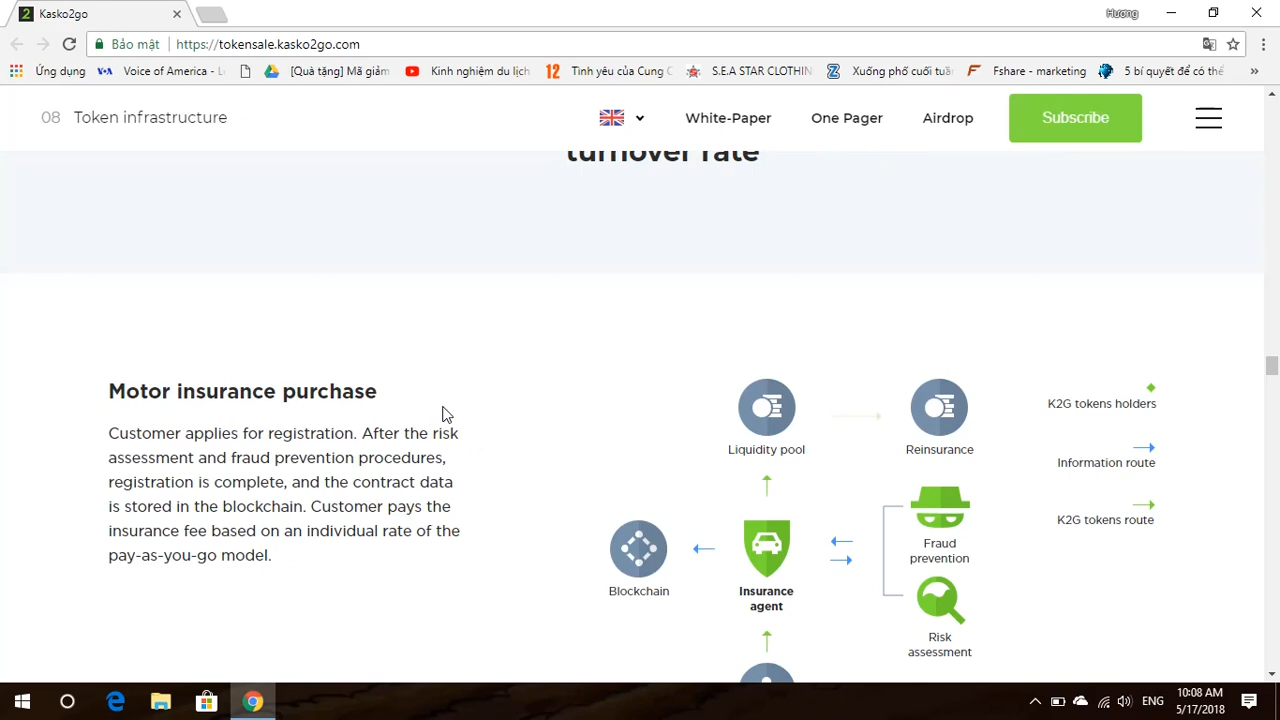 Kasko2go
Hương
Bảo mật
https://tokensale.kasko2go.com
Ứng dụng
VOA
Voice of America - L
[Quà tặng] Mã giảm
Kinh nghiệm du lịch
12
Tình yêu của Cung C
S.E.A STAR CLOTHIN
Xuống phố cuối tuần
Fshare - marketing
5 bí quyết để có thể
08 Token infrastructure
White-Paper
One Pager
Airdrop
Subscribe
turnover rate
Motor insurance purchase
Customer applies for registration. After the risk
assessment and fraud prevention procedures,
registration is complete, and the contract data
is stored in the blockchain. Customer pays the
insurance fee based on an individual rate of the
pay-as-you-go model.
Liquidity pool
Reinsurance
K2G tokens holders
Information route
K2G tokens route
Fraud
prevention
Blockchain
Insurance
agent
Risk
assessment
ENG
10:08 AM
5/17/2018